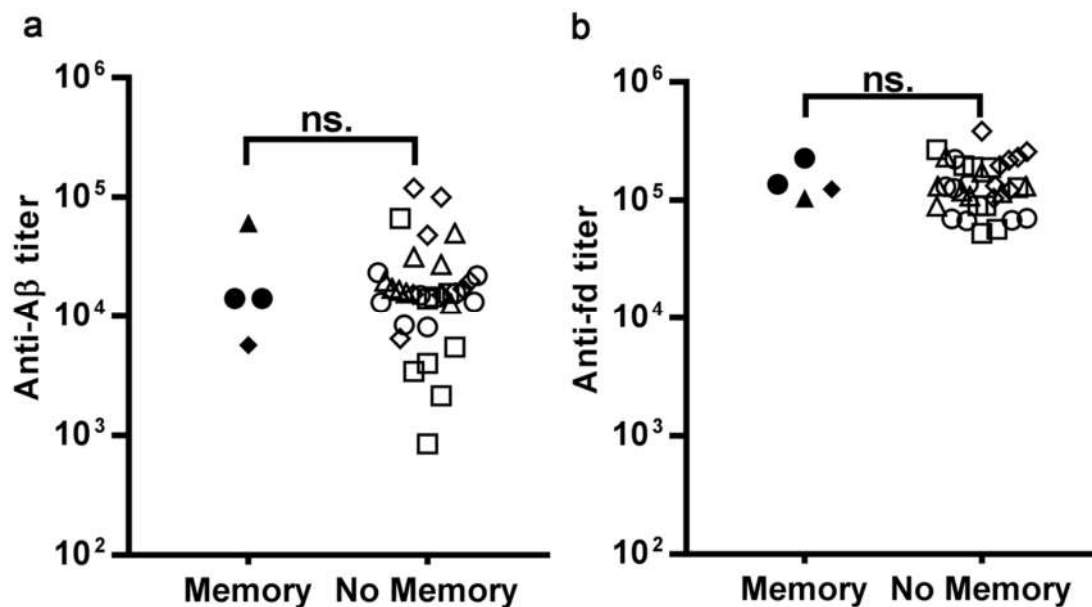 a
Anti-Aβ titer
10⁶
10⁵
10⁴
10³
10²
ns.
Memory No Memory
b
Anti-fd titer
10⁶
10⁵
10⁴
10³
10²
ns.
Memory No Memory